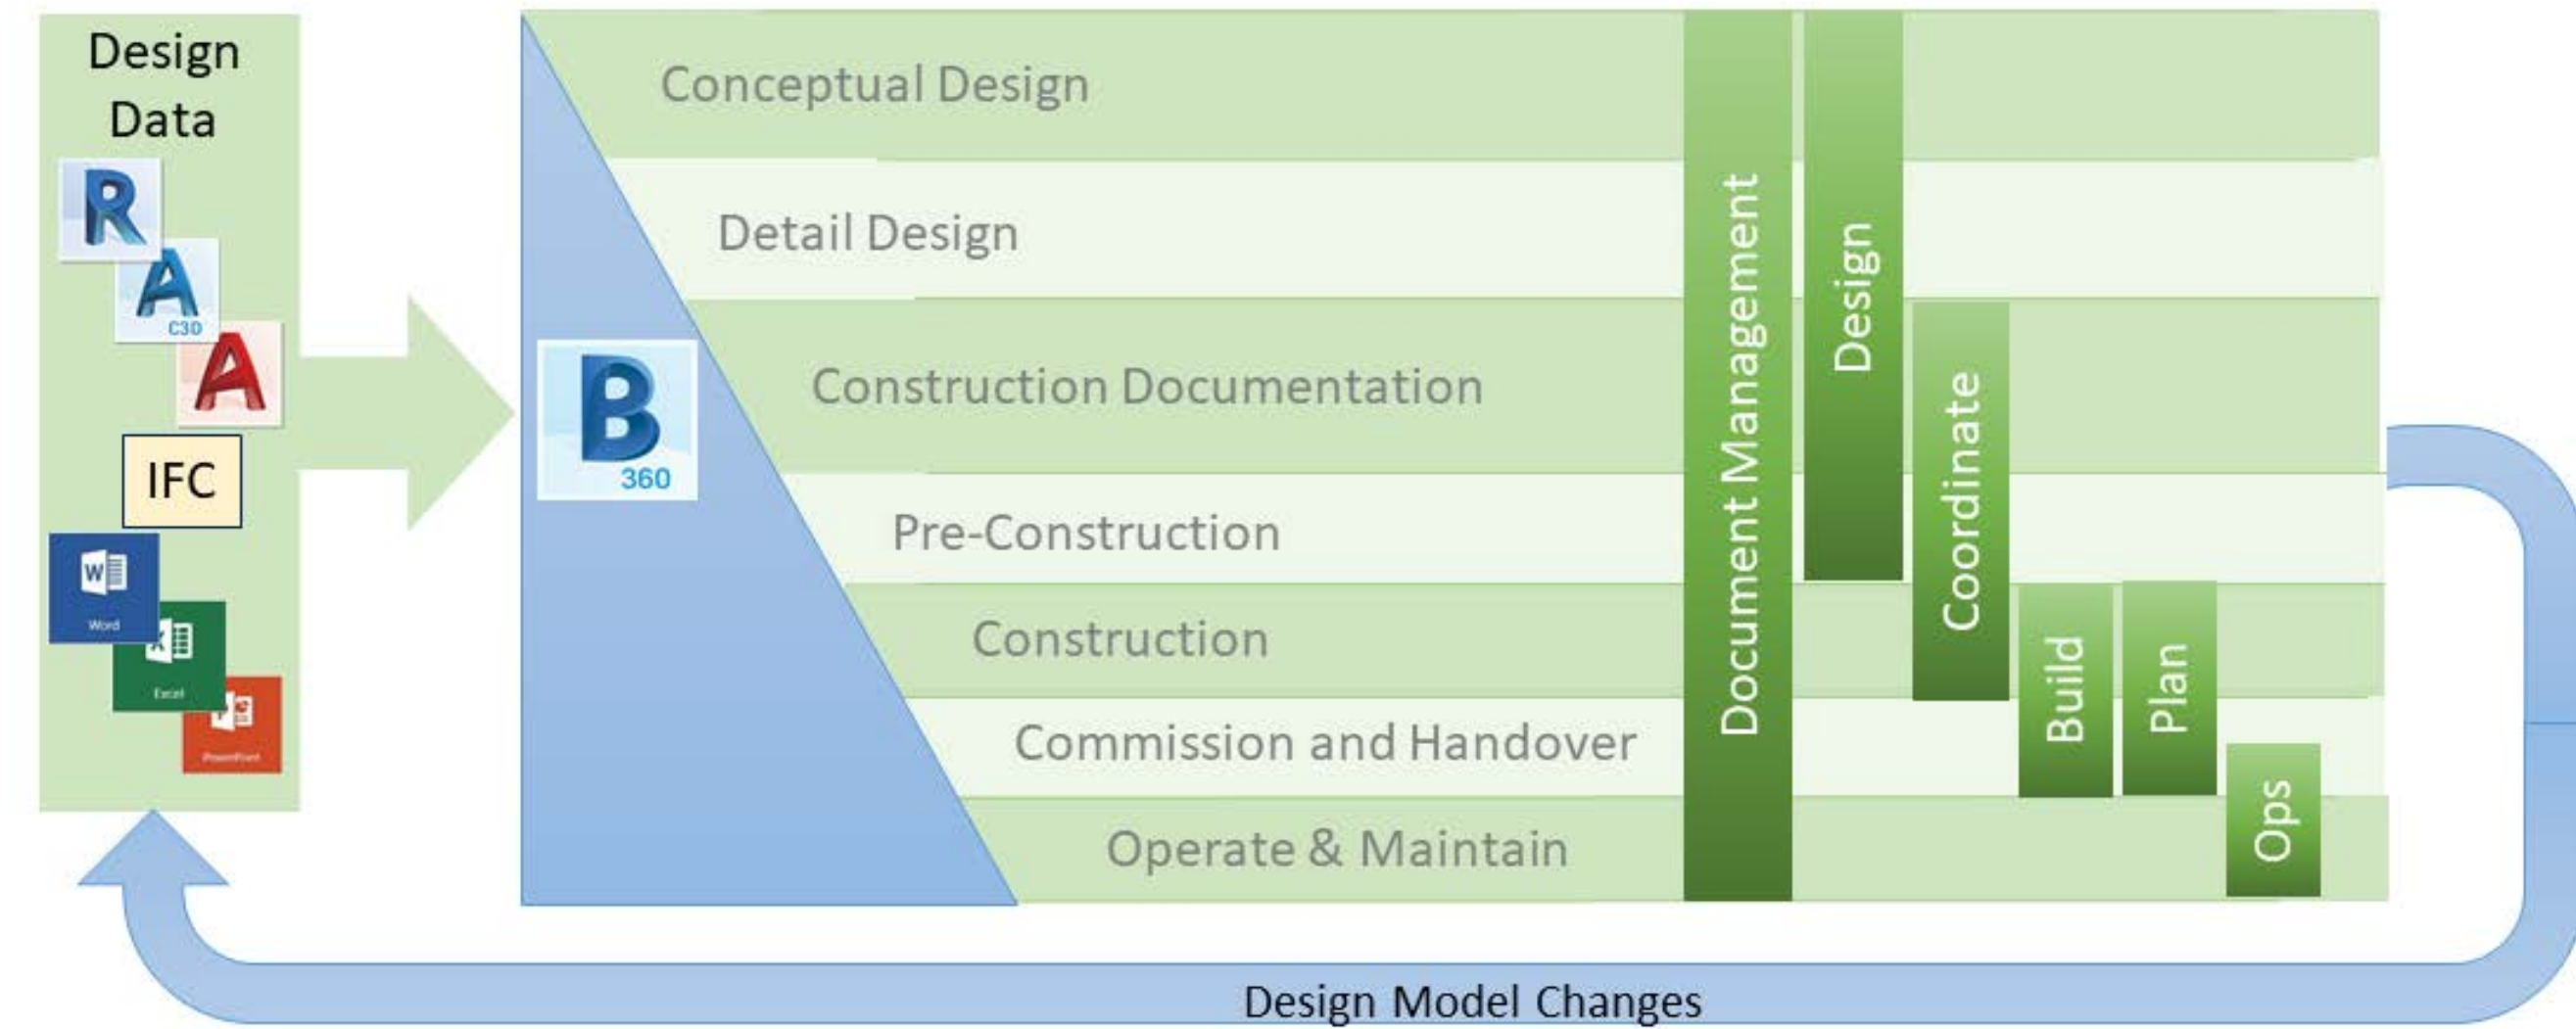 Design
Data
R
A
C3D
A
IFC
W
Word
X
Excel
P
PowerPoint
B
360
Conceptual Design
Detail Design
Construction Documentation
Pre-Construction
Construction
Commission and Handover
Operate & Maintain
Document Management
Design
Coordinate
Build
Plan
Ops
Design Model Changes